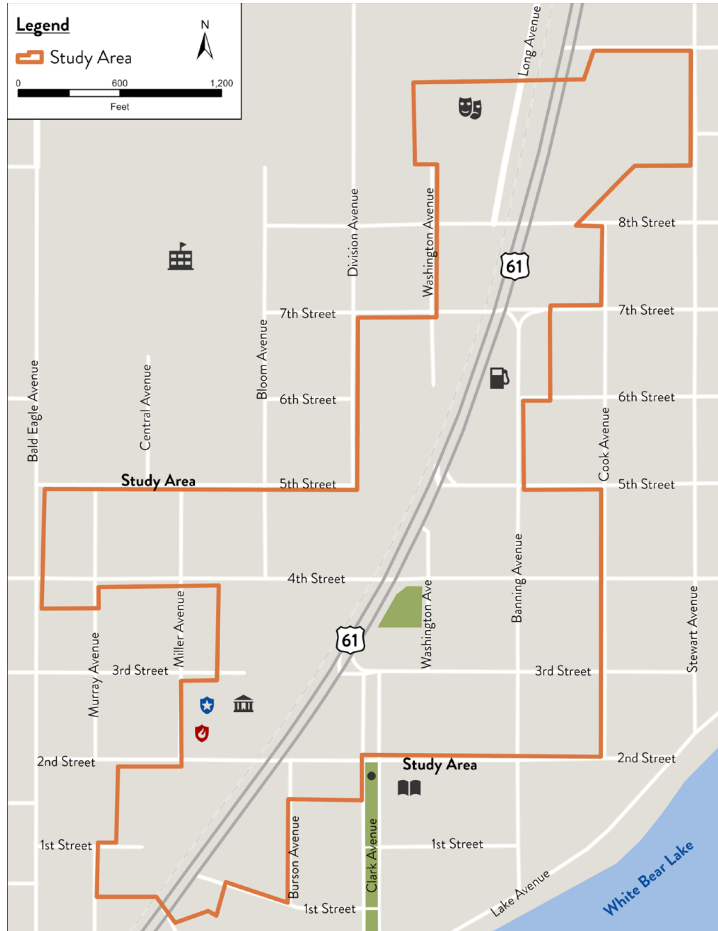 Legend
N
Study Area
0 600 1,200
Feet
Long Avenue
8th Street
Division Avenue
Washington Avenue
61
7th Street
7th Street
Bald Eagle Avenue
Central Avenue
Bloom Avenue
6th Street
6th Street
Cook Avenue
Study Area
5th Street
5th Street
4th Street
Banning Avenue
Washington Ave
Stewart Avenue
Murray Avenue
Miller Avenue
61
3rd Street
3rd Street
2nd Street
Study Area
2nd Street
1st Street
Burson Avenue
Clark Avenue
1st Street
1st Street
Lake Avenue
White Bear Lake